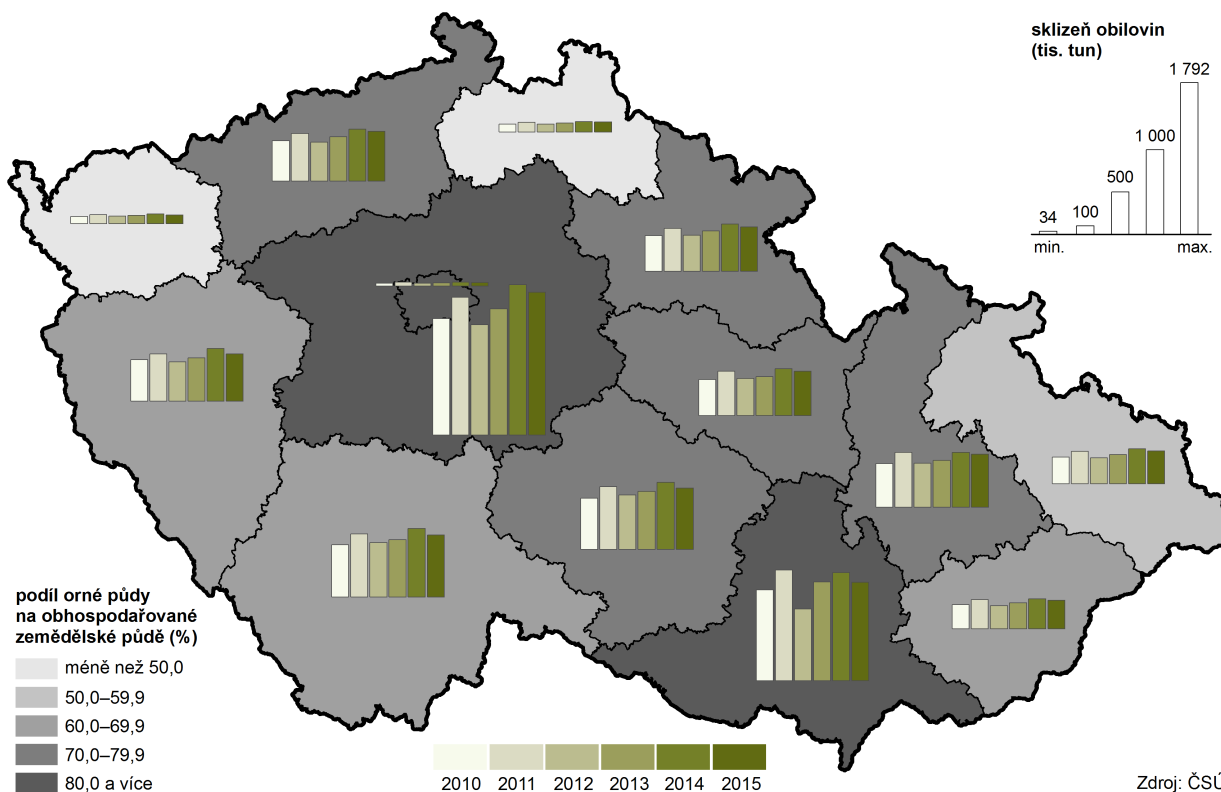 sklizeň obilovin
(tis. tun)
1 792
1 000
500
100
34
min.
max.
podíl orné půdy
na obhospodařované
zemědělské půdě (%)
méně než 50,0
50,0–59,9
60,0–69,9
70,0–79,9
80,0 a více
2010 2011 2012 2013 2014 2015
Zdroj: ČSÚ